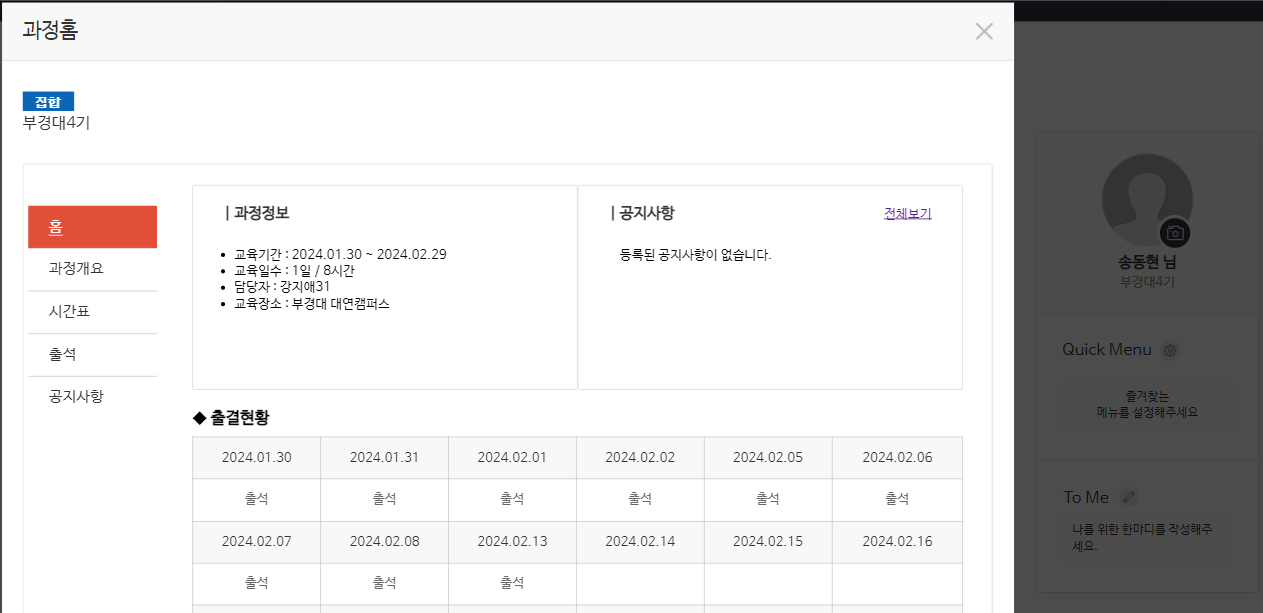 과정홈
집합
부경대4기
홈
과정개요
시간표
출석
공지사항
| 과정정보
교육기간 : 2024.01.30 ~ 2024.02.29
교육일수 : 1일 / 8시간
담당자 : 강지애31
교육장소 : 부경대 대연캠퍼스
| 공지사항
전체보기
등록된 공지사항이 없습니다.
◆ 출결현황
2024.01.30 2024.01.31 2024.02.01 2024.02.02 2024.02.05 2024.02.06
출석 출석 출석 출석 출석 출석
2024.02.07 2024.02.08 2024.02.13 2024.02.14 2024.02.15 2024.02.16
출석 출석 출석
송동현 님
부경대4기
Quick Menu
즐겨찾는
메뉴를 설정해주세요
To Me
나를 위한 한마디를 작성해주
세요.